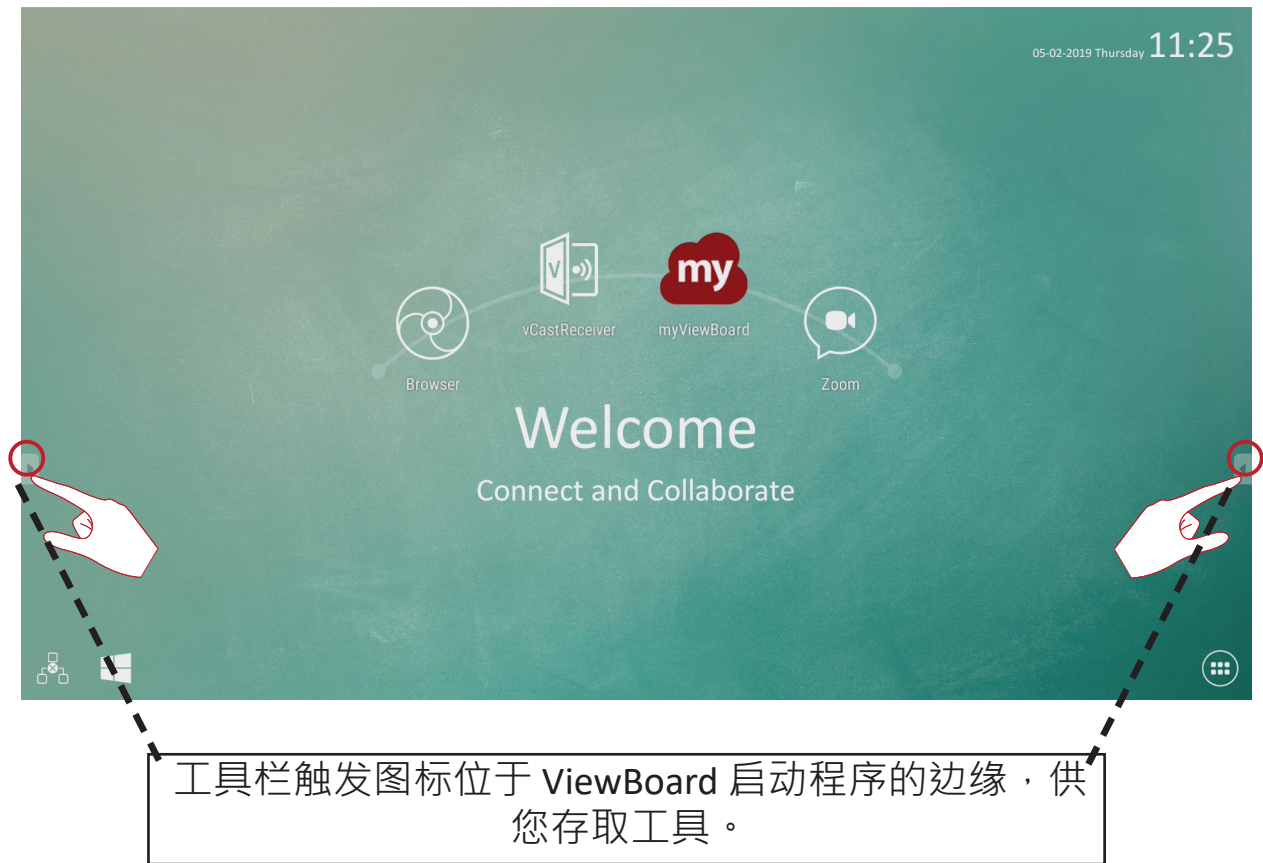 05-02-2019 Thursday 11:25
V
my
vCastReceiver
myViewBoard
Browser
Zoom
Welcome
Connect and Collaborate
工具栏触发图标位于 ViewBoard 启动程序的边缘，供
您存取工具。